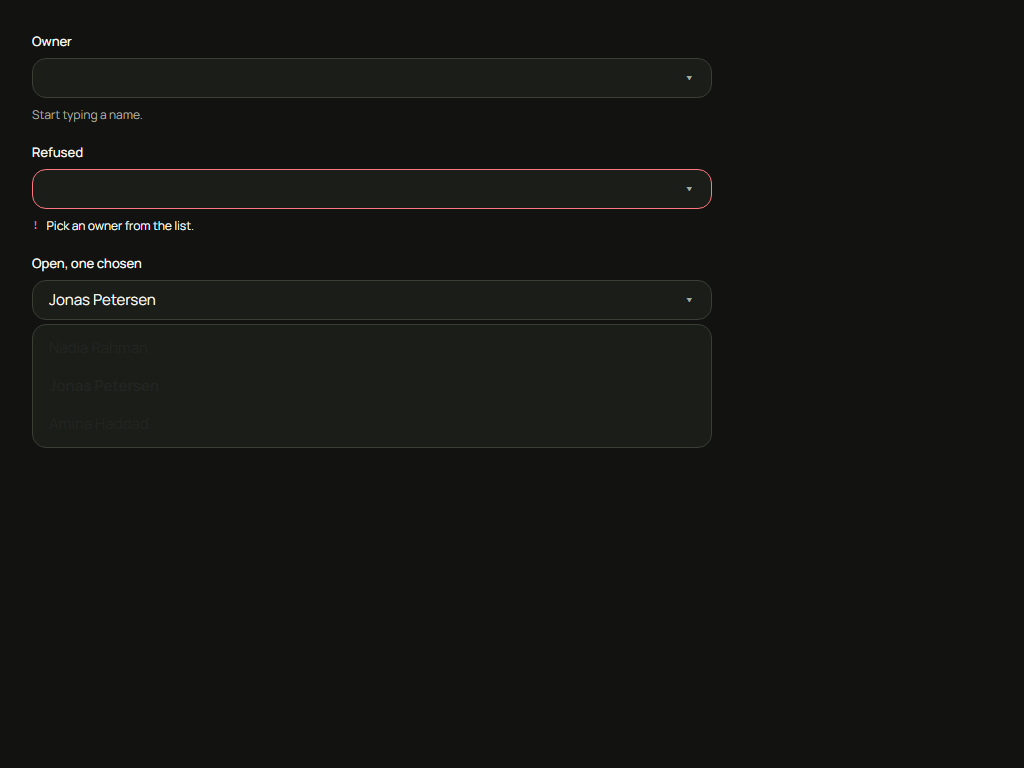 Owner
Start typing a name.
Refused
! Pick an owner from the list.
Open, one chosen
Jonas Petersen
Nadia Rahman
Jonas Petersen
Amina Haddad